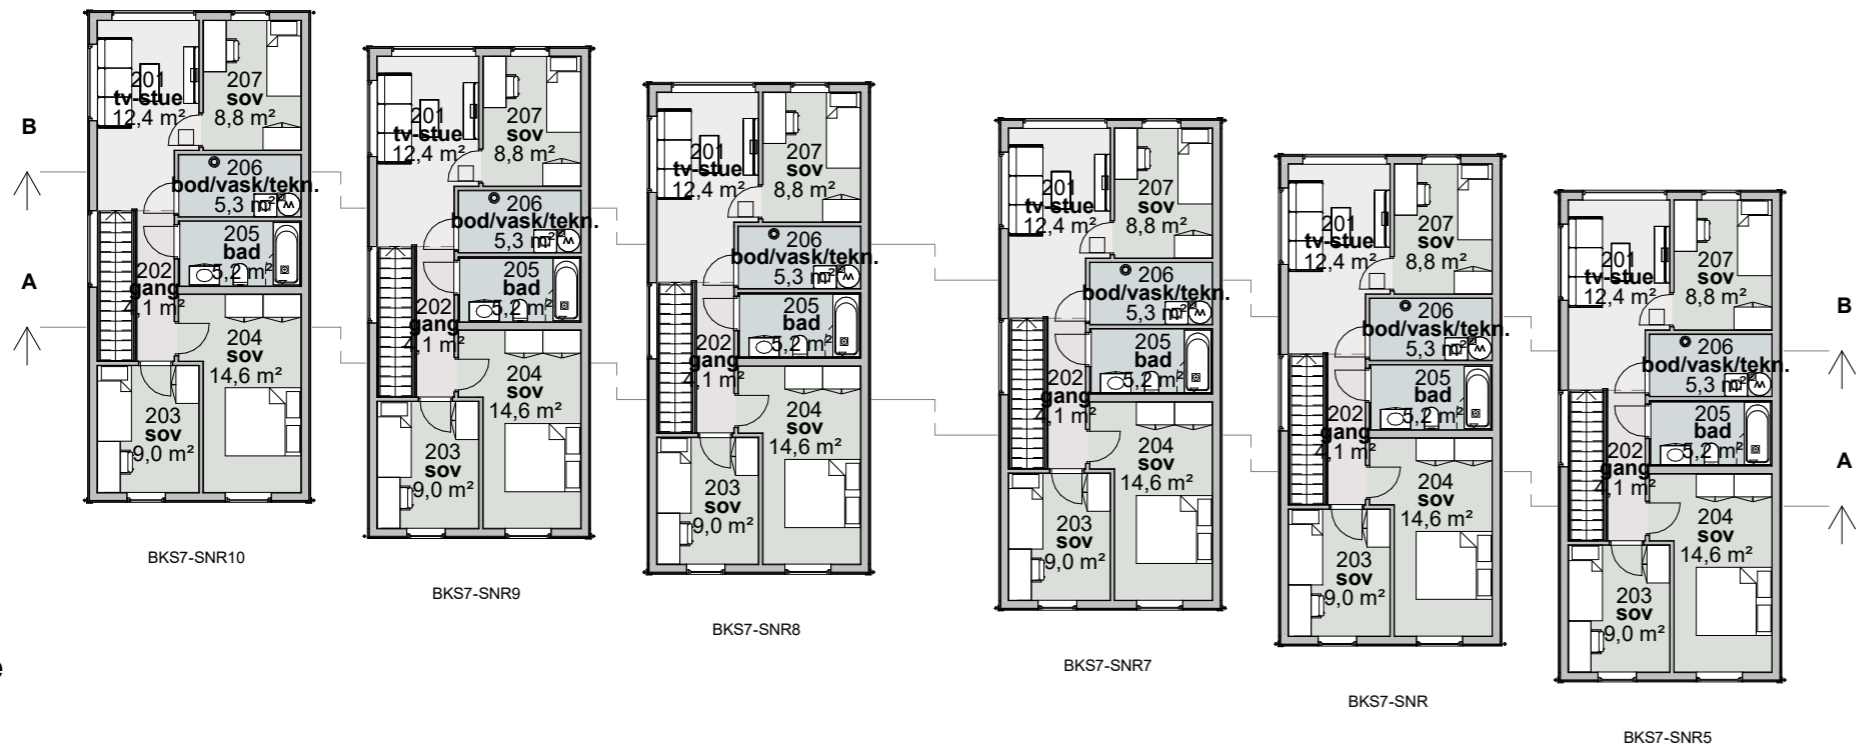 B
A
201
tv-stue
12,4 m²
207
sov
8,8 m²
206
bod/vask/tekn.
5,3 m²
205
bad
5,2 m²
202
gang
4,1 m²
204
sov
14,6 m²
203
sov
9,0 m²
BKS7-SNR10
201
tv-stue
12,4 m²
207
sov
8,8 m²
206
bod/vask/tekn.
5,3 m²
205
bad
5,2 m²
202
gang
4,1 m²
204
sov
14,6 m²
203
sov
9,0 m²
BKS7-SNR9
201
tv-stue
12,4 m²
207
sov
8,8 m²
206
bod/vask/tekn.
5,3 m²
205
bad
5,2 m²
202
gang
4,1 m²
204
sov
14,6 m²
203
sov
9,0 m²
BKS7-SNR8
201
tv-stue
12,4 m²
207
sov
8,8 m²
206
bod/vask/tekn.
5,3 m²
205
bad
5,2 m²
202
gang
4,1 m²
204
sov
14,6 m²
203
sov
9,0 m²
BKS7-SNR7
201
tv-stue
12,4 m²
207
sov
8,8 m²
206
bod/vask/tekn.
5,3 m²
205
bad
5,2 m²
202
gang
4,1 m²
204
sov
14,6 m²
203
sov
9,0 m²
BKS7-SNR
201
tv-stue
12,4 m²
207
sov
8,8 m²
206
bod/vask/tekn.
5,3 m²
205
bad
5,2 m²
202
gang
4,1 m²
204
sov
14,6 m²
203
sov
9,0 m²
BKS7-SNR5
B
A
e